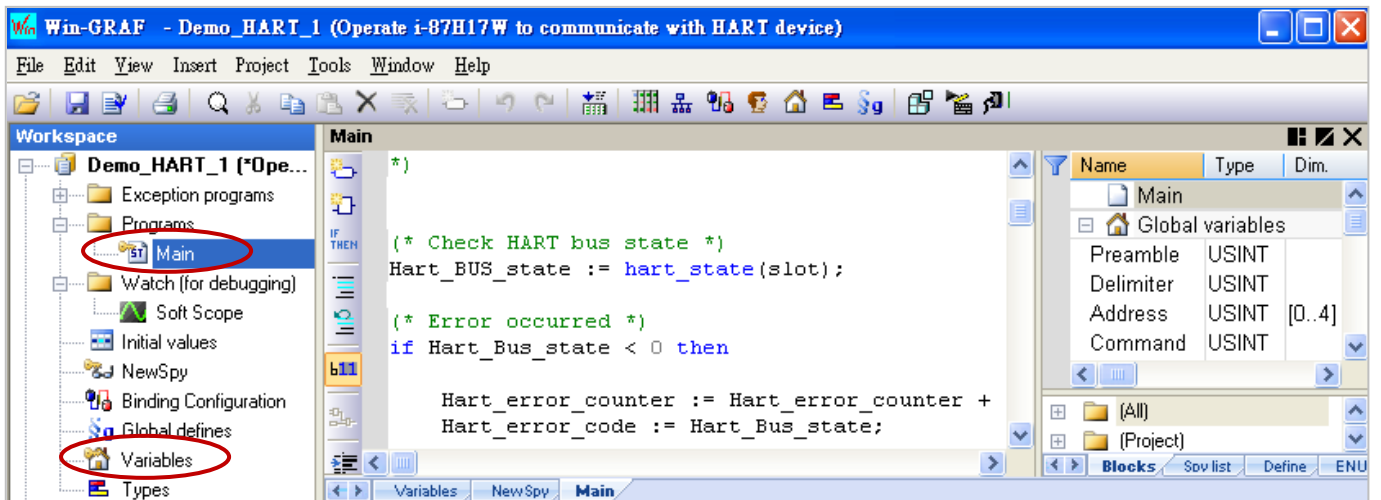 Win-GRAF - Demo_HART_1 (Operate i-87H17W to communicate with HART device)
File Edit View Insert Project Tools Window Help
Workspace
Demo_HART_1 (*Ope...
Exception programs
Programs
ST Main
Watch (for debugging)
Soft Scope
Initial values
NewSpy
Binding Configuration
Global defines
Variables
Types
Main
IF
THEN
*)
(* Check HART bus state *)
Hart_BUS_state := hart_state(slot);
(* Error occurred *)
if Hart_Bus_state < 0 then
Hart_error_counter := Hart_error_counter +
Hart_error_code := Hart_Bus_state;
Variables NewSpy Main
Name Type Dim.
Main
Global variables
Preamble USINT
Delimiter USINT
Address USINT [0..4]
Command USINT
(All)
(Project)
Blocks Spy list Define ENU